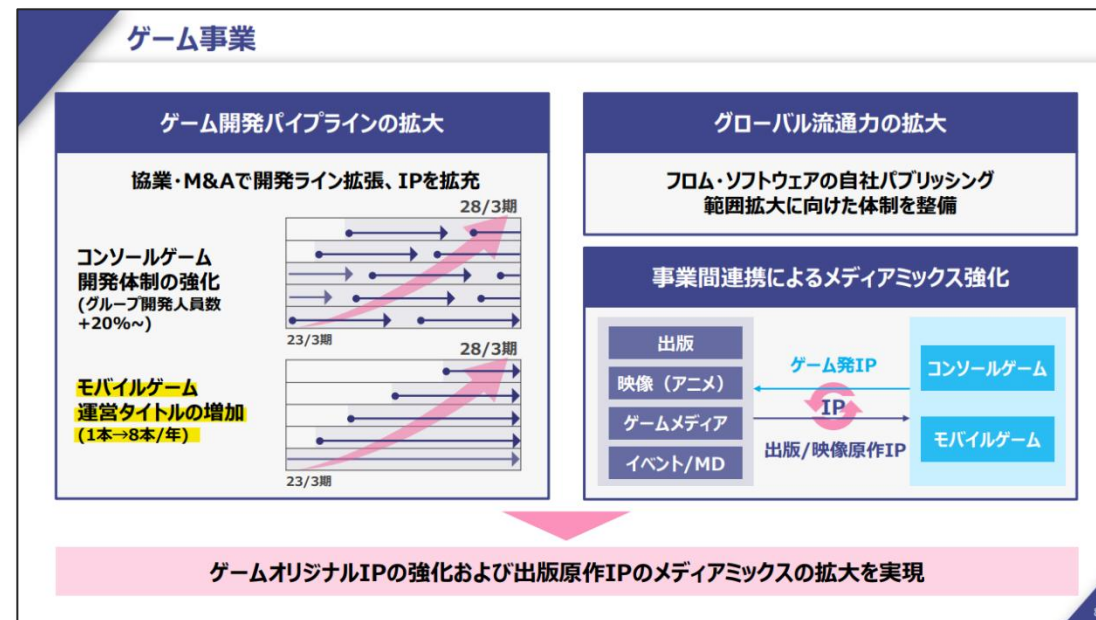 ゲーム事業
ゲーム開発パイプラインの拡大
協業・M&Aで開発ライン拡張、IPを拡充
28/3期
コンソールゲーム
開発体制の強化
(グループ開発人員数
+20%~)
23/3期
28/3期
モバイルゲーム
運営タイトルの増加
(1本→8本/年)
23/3期
グローバル流通力の拡大
フロム・ソフトウェアの自社パブリッシング
範囲拡大に向けた体制を整備
事業間連携によるメディアミックス強化
出版
映像（アニメ）
ゲームメディア
イベント/MD
ゲーム発IP
IP
出版/映像原作IP
コンソールゲーム
モバイルゲーム
ゲームオリジナルIPの強化および出版原作IPのメディアミックスの拡大を実現